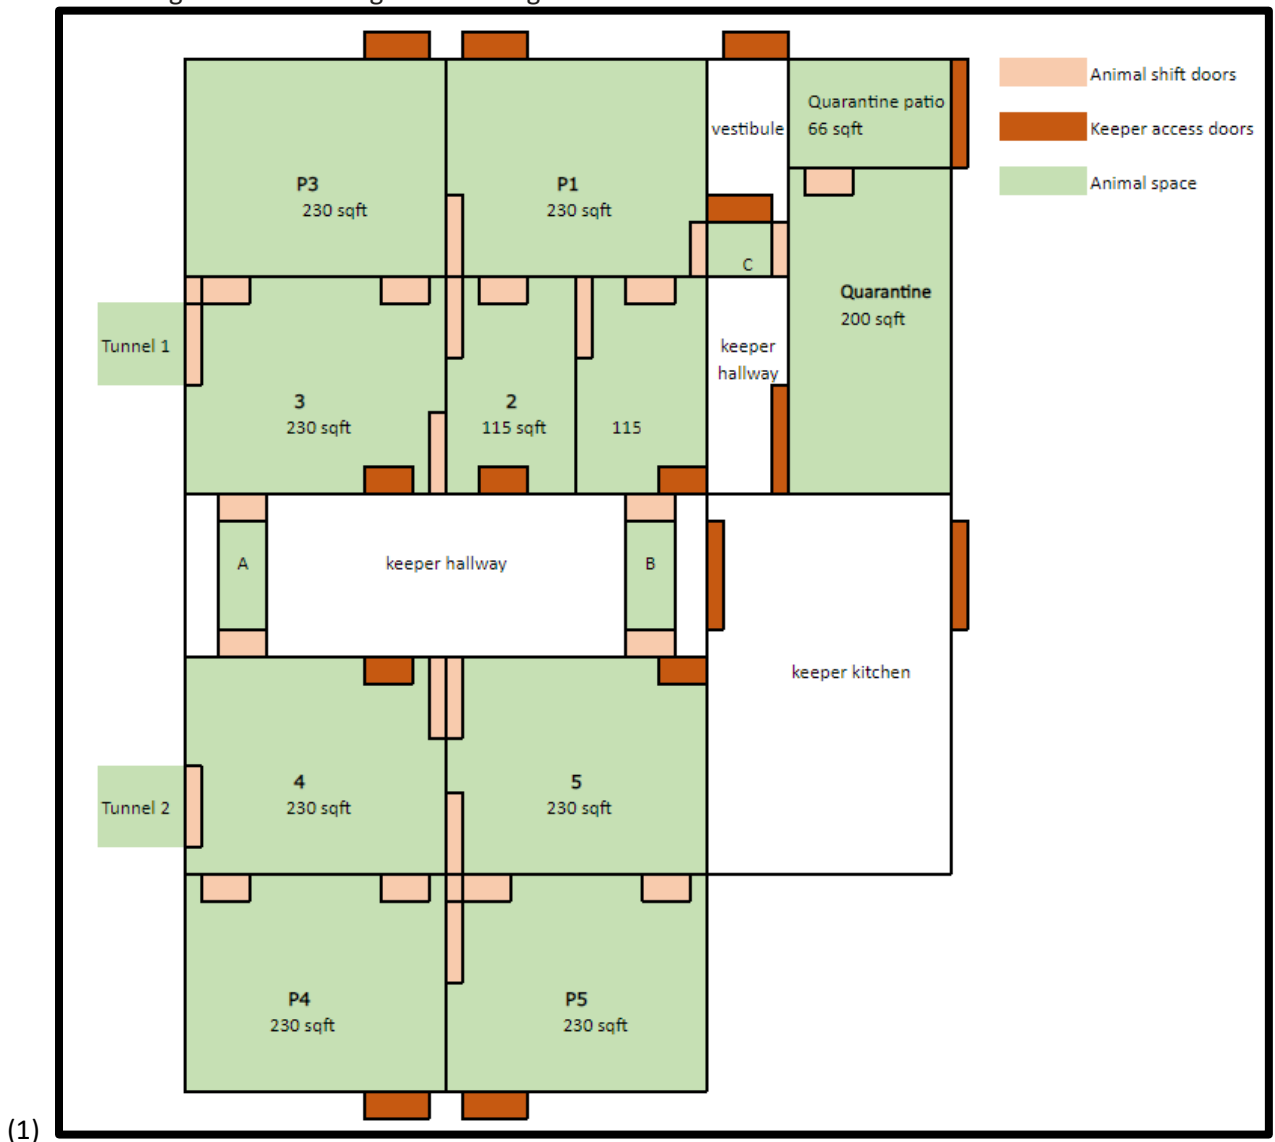 Quarantine patio
66 sqft
vestibule
Animal shift doors
Keeper access doors
Animal space
P3
230 sqft
P1
230 sqft
C
Quarantine
200 sqft
Tunnel 1
keeper
hallway
3
230 sqft
2
115 sqft
115
A
keeper hallway
B
keeper kitchen
4
230 sqft
5
230 sqft
Tunnel 2
P4
230 sqft
P5
230 sqft
(1)